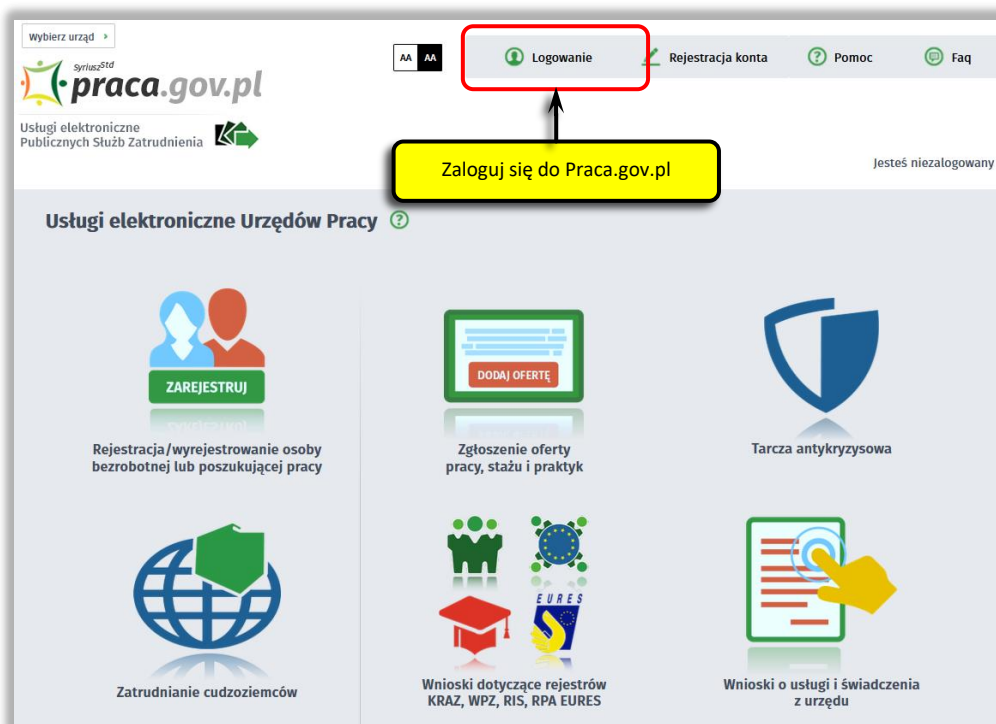 Wybierz urząd
AA AA
Logowanie
Rejestracja konta
Pomoc
Faq
Syriusz Std
praca.gov.pl
Usługi elektroniczne
Publicznych Służb Zatrudnienia
Zaloguj się do Praca.gov.pl
Jesteś niezalogowany
Usługi elektroniczne Urzędów Pracy
ZAREJESTRUJ
Rejestracja/wyrejestrowanie osoby
bezrobotnej lub poszukującej pracy
DODAJ OFERTĘ
Zgłoszenie oferty
pracy, stażu i praktyk
Tarcza antykryzysowa
Zatrudnianie cudzoziemców
EURES
Wnioski dotyczące rejestrów
KRAZ, WPZ, RIS, RPA EURES
Wnioski o usługi i świadczenia
z urzędu